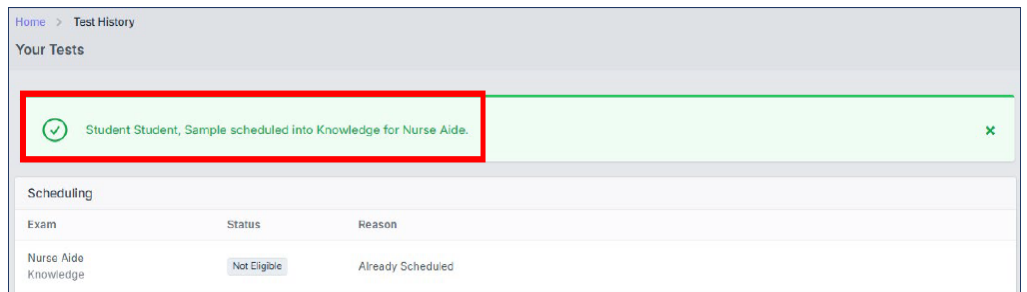 Home > Test History
Your Tests
Student Student, Sample scheduled into Knowledge for Nurse Aide.
Scheduling
Exam Status Reason
Nurse Aide
Knowledge Not Eligible Already Scheduled